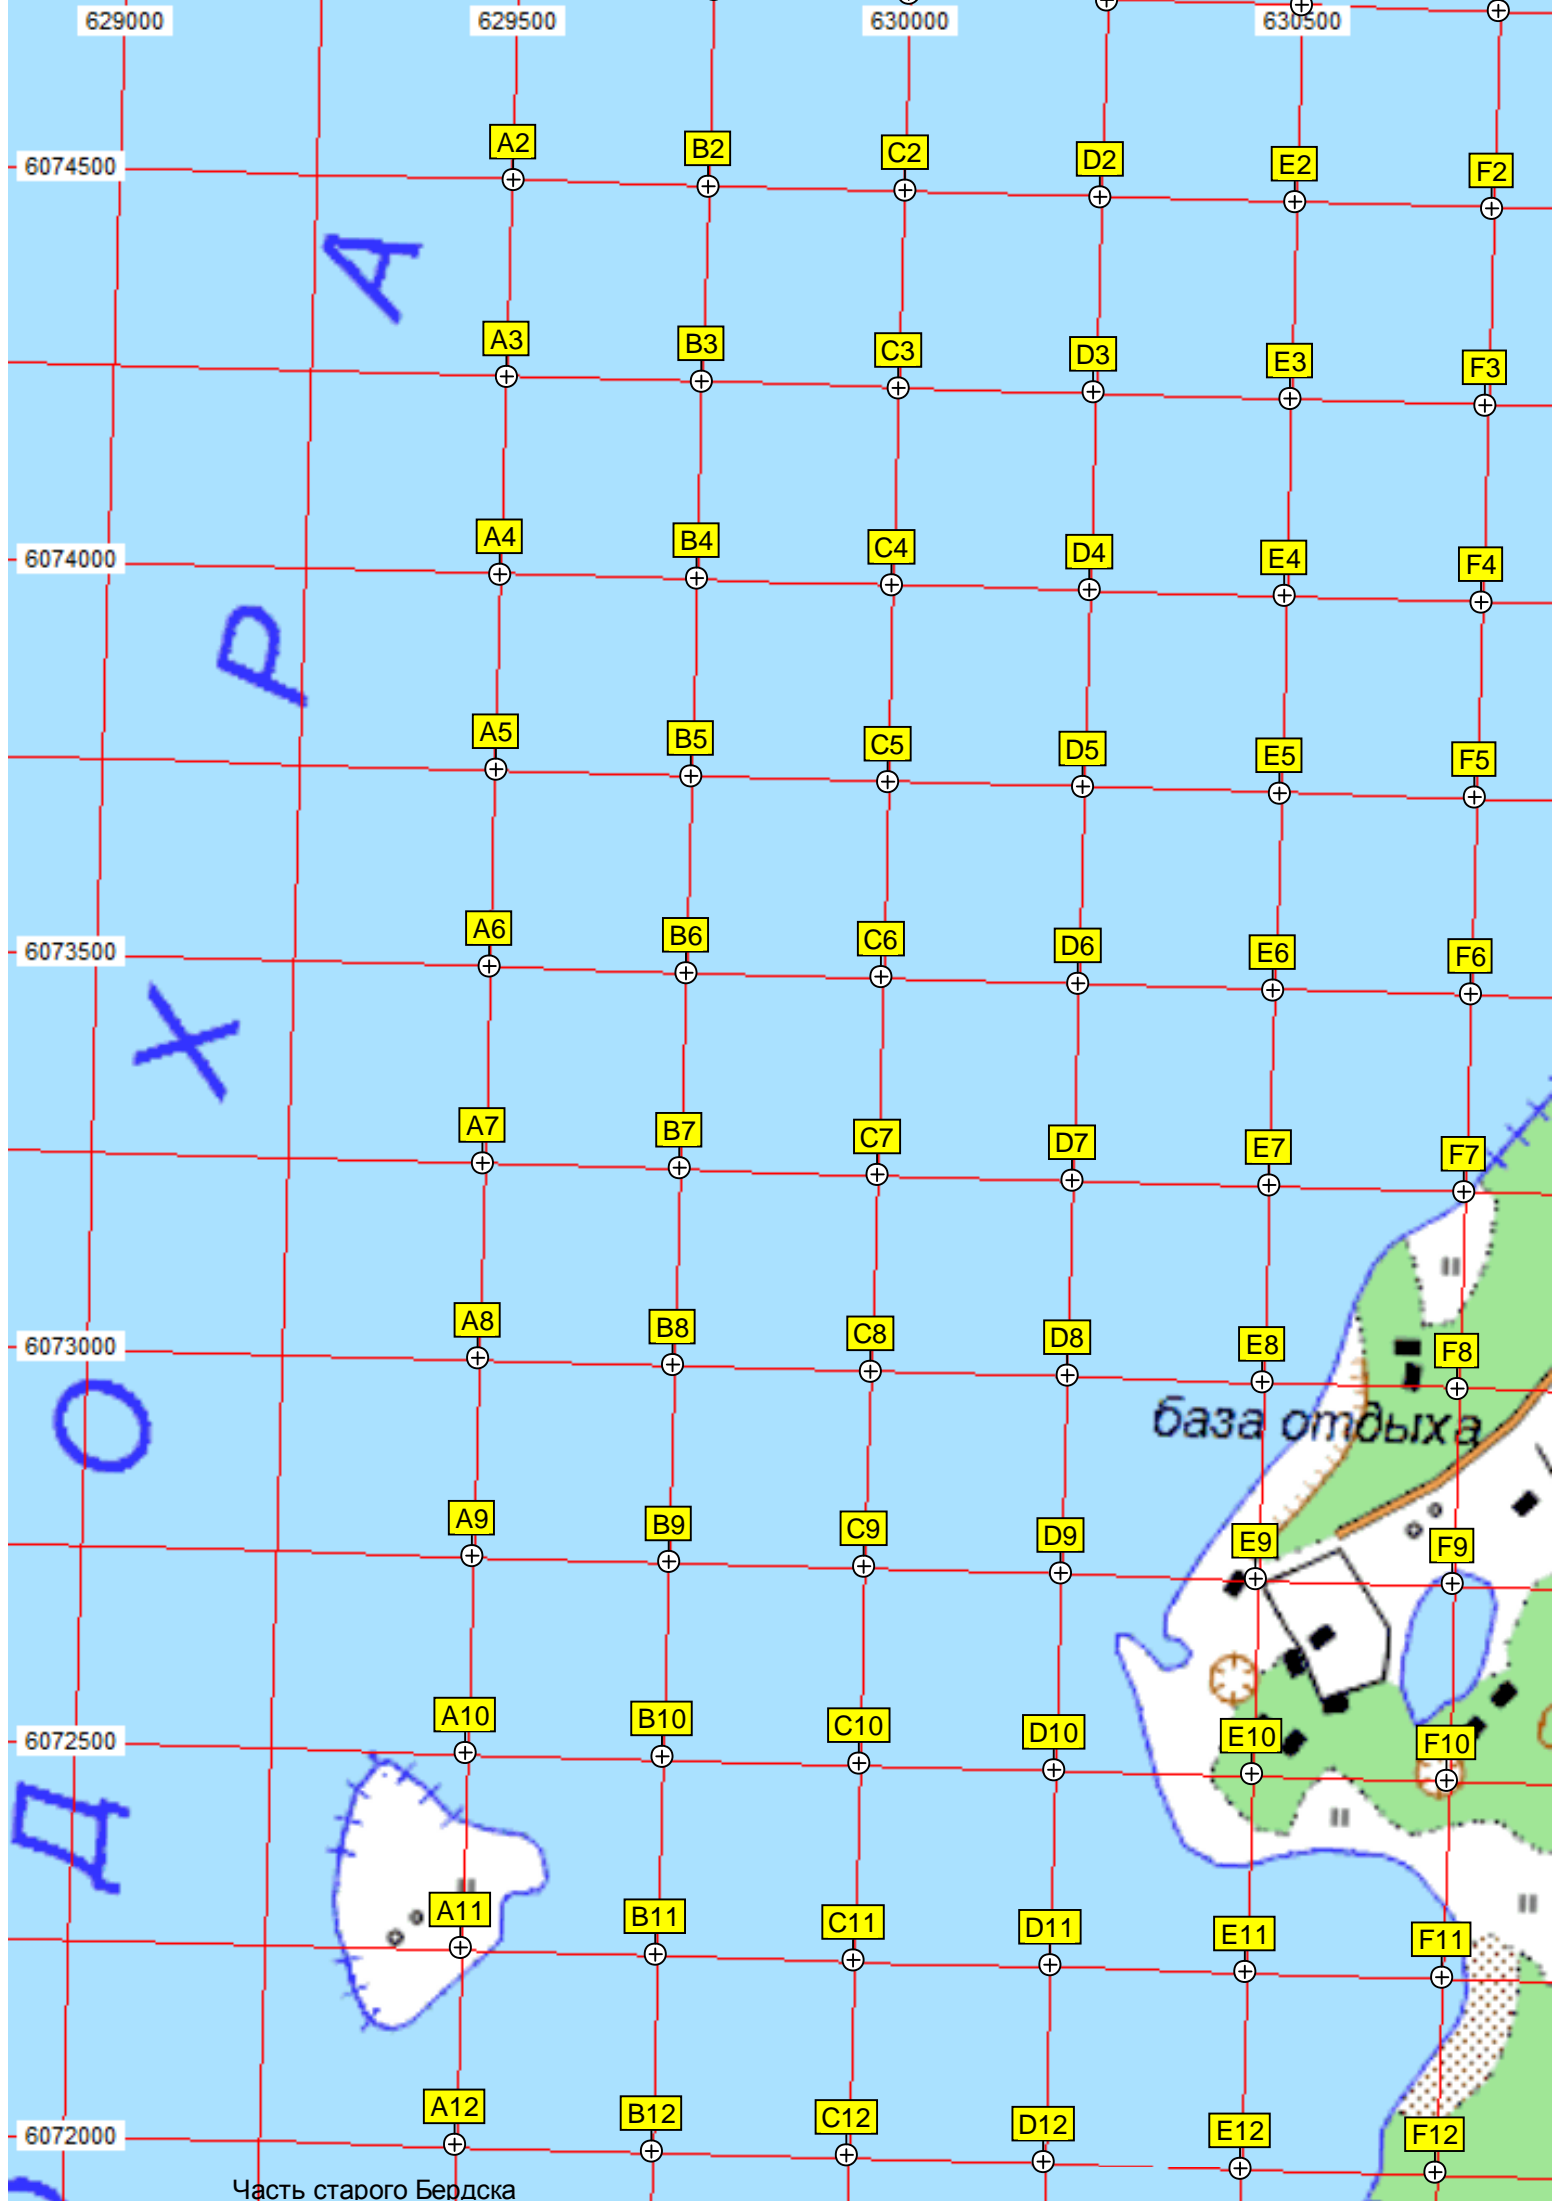 629000 629500 630000 630500
A2 B2 C2 D2 E2 F2
6074500
А
A3 B3 C3 D3 E3 F3
A4 B4 C4 D4 E4 F4
6074000
Р
A5 B5 C5 D5 E5 F5
A6 B6 C6 D6 E6 F6
6073500
Х
A7 B7 C7 D7 E7 F7
A8 B8 C8 D8 E8 F8
6073000
О
база отдыха
A9 B9 C9 D9 E9 F9
A10 B10 C10 D10 E10 F10
6072500
Д
A11 B11 C11 D11 E11 F11
A12 B12 C12 D12 E12 F12
6072000
Часть старого Бердска